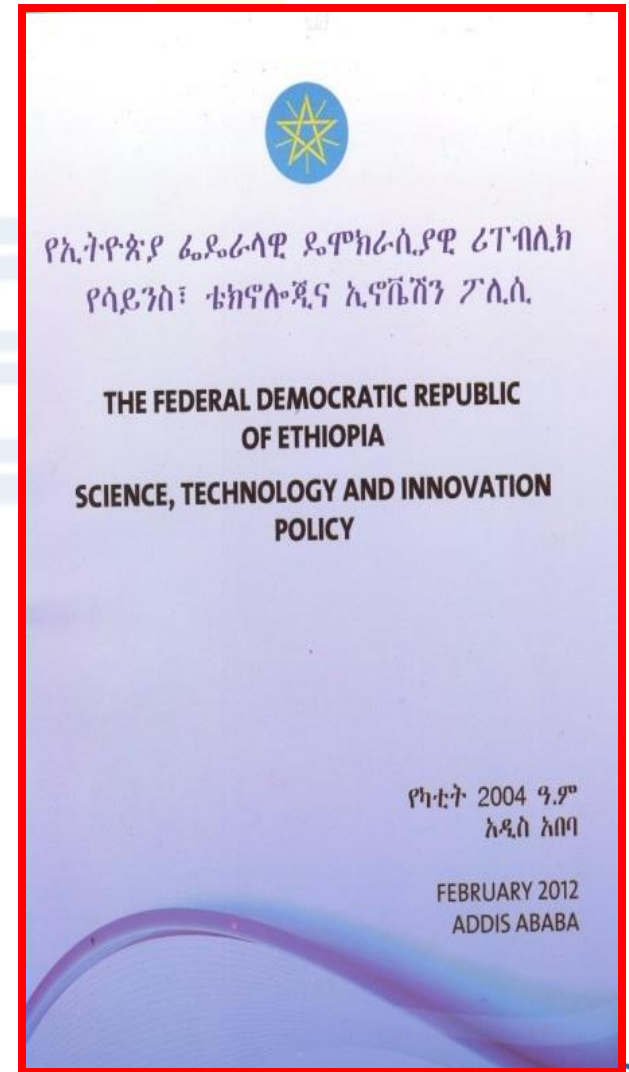 የኢትዮጵያ ፌዴራላዊ ዴሞክራሲያዊ ሪፐብሊክ
የሳይንስ፣ ቴክኖሎጂና ኢኖቬሽን ፖሊሲ
THE FEDERAL DEMOCRATIC REPUBLIC
OF ETHIOPIA
SCIENCE, TECHNOLOGY AND INNOVATION
POLICY
የካቲት 2004 ዓ.ም
አዲስ አበባ
FEBRUARY 2012
ADDIS ABABA